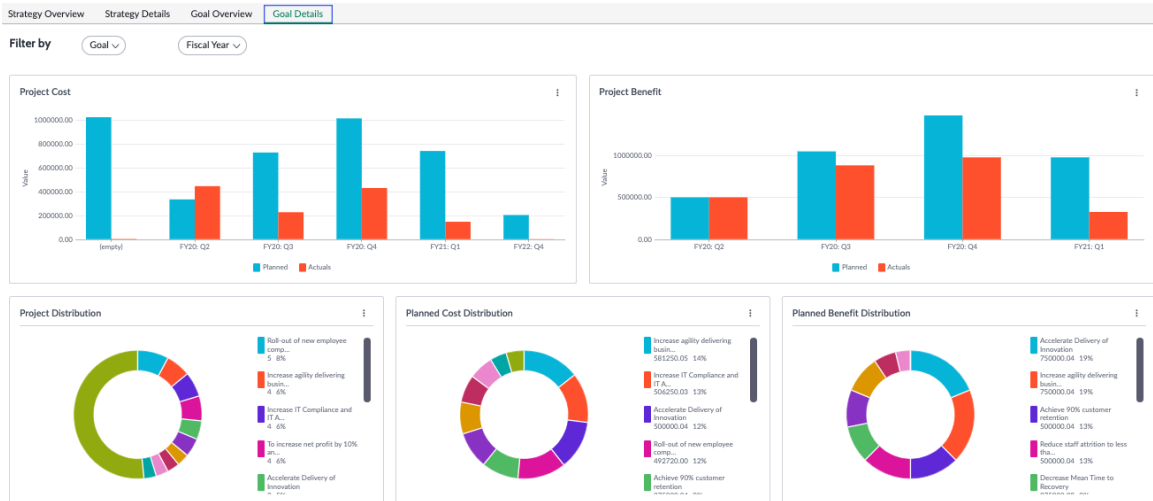 Strategy Overview Strategy Details Goal Overview Goal Details
Filter by Goal Fiscal Year
Project Cost
1000000.00
800000.00
600000.00
400000.00
200000.00
0.00
Value
(empty) FY20: Q2 FY20: Q3 FY20: Q4 FY21: Q1 FY22: Q4
Planned Actuals
Project Benefit
1000000.00
500000.00
0.00
Value
FY20: Q2 FY20: Q3 FY20: Q4 FY21: Q1
Planned Actuals
Project Distribution
Roll-out of new employee
comp...
5 8%
Increase agility delivering
busin...
4 6%
Increase IT Compliance and
IT A...
4 6%
To increase net profit by 10%
an...
4 6%
Accelerate Delivery of
Innovation
Planned Cost Distribution
Increase agility delivering
busin...
581250.05 14%
Increase IT Compliance and
IT A...
506250.03 13%
Accelerate Delivery of
Innovation
500000.04 12%
Roll-out of new employee
comp...
492720.00 12%
Achieve 90% customer
retention
Planned Benefit Distribution
Accelerate Delivery of
Innovation
750000.04 19%
Increase agility delivering
busin...
750000.04 19%
Achieve 90% customer
retention
500000.04 13%
Reduce staff attrition to less
tha...
500000.04 13%
Decrease Mean Time to
Recovery